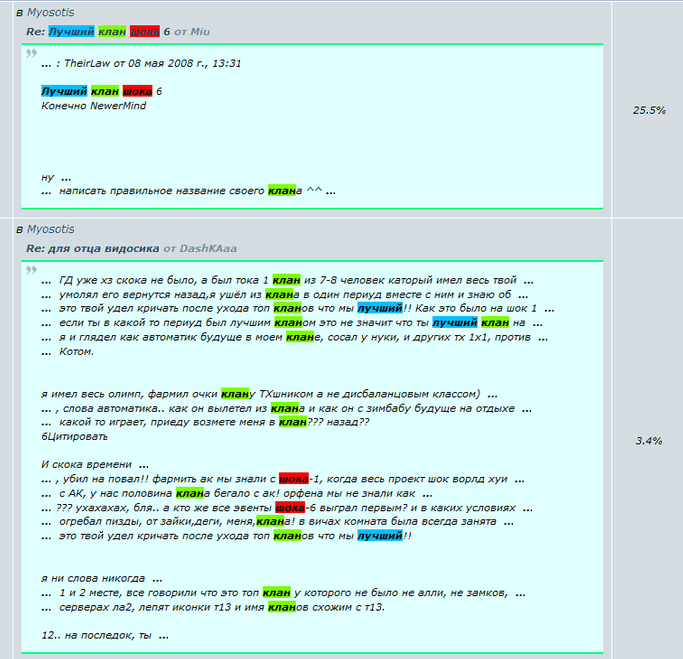 в Myosotis
Re: Лучший клан шока 6 от Miu
... : TheirLaw от 08 мая 2008 г., 13:31
Лучший клан шока 6
Конечно NewerMind
25.5%
ну ...
... написать правильное название своего клана ^^ ...
в Myosotis
Re: для отца видосика от DashKAaa
... ГД уже хз скока не было, а был тока 1 клан из 7-8 человек каторый имел весь твой ...
... умолял его вернутся назад,я ушёл из клана в один периуд вместе с ним и знаю об ...
... это твой удел кричать после ухода топ кланов что мы лучший!! Как это было на шок 1 ...
... если ты в какой то периуд был лучшим кланом это не значит что ты лучший клан на ...
... я и глядел как автоматик будуще в моем клане, сосал у нуки, и других тх 1х1, против ...
... Котом.
я имел весь олимп, фармил очки клану ТХшником а не дисбаланцовым классом)  ...
... , слова автоматика.. как он вылетел из клана и как он с зимбабу будуще на отдыхе ...
... какой то играет, приеду возмете меня в клан??? назад??
6Цитировать
3.4%
И скока времени ...
... , убил на повал!! фармить ак мы знали с шока-1, когда весь проект шок ворлд хуи ...
... с АК, у нас половина клана бегало с ак! орфена мы не знали как ...
... ??? ухахахах, бля.. а кто же все эвенты шока-6 выграл первым? и в каких условиях ...
... огребал пизды, от зайки,деги, меня,клана! в вичах комната была всегда занята ...
... это твой удел кричать после ухода топ кланов что мы лучший!!
я ни слова никогда ...
... 1 и 2 месте, все говорили что это топ клан у которого не было не алли, не замков, ...
... серверах ла2, лепят иконки т13 и имя кланов схожим с т13.
12.. на последок, ты ...